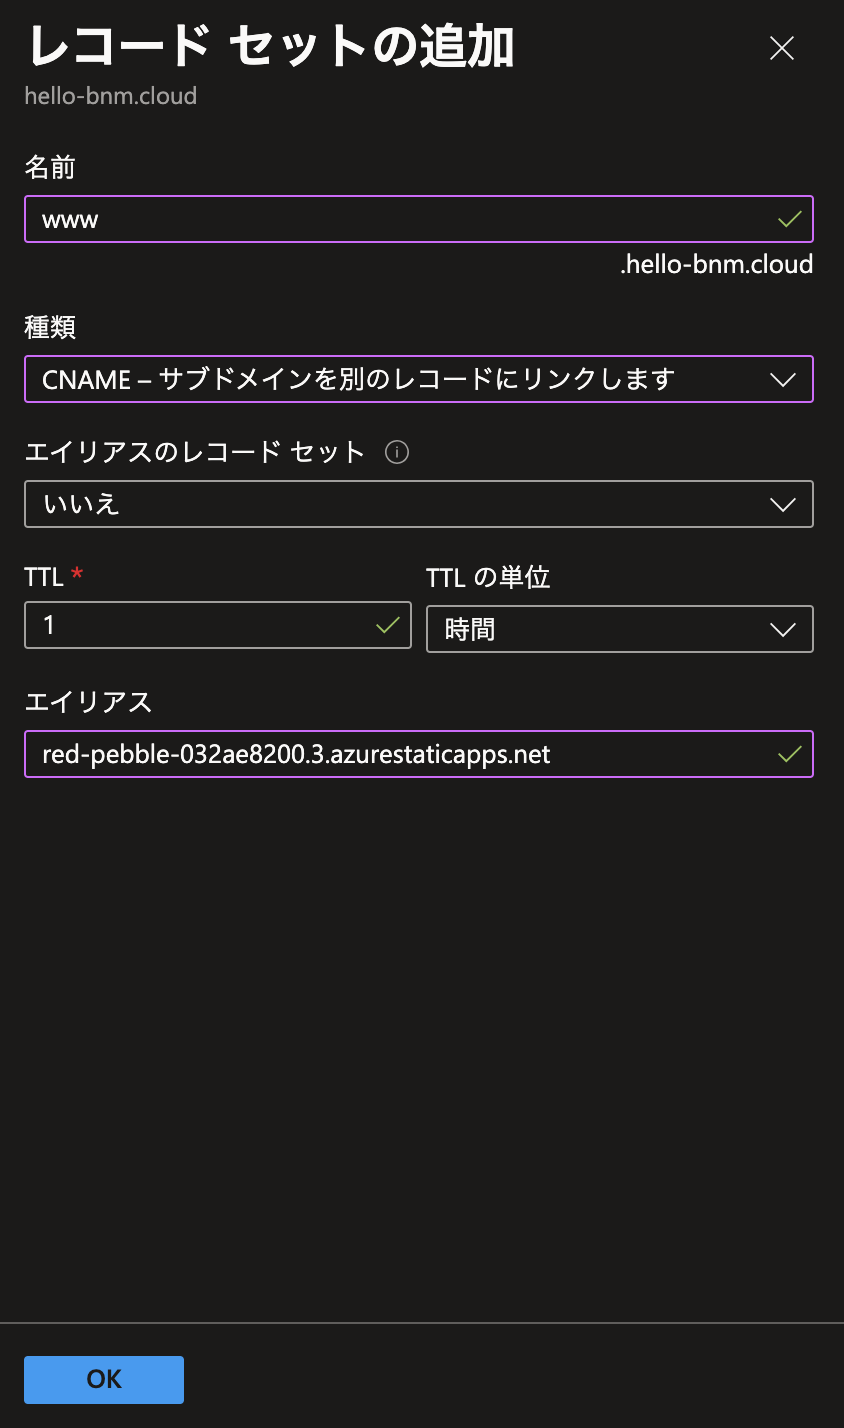 レコード セットの追加
hello-bnm.cloud
名前
www
.hello-bnm.cloud
種類
CNAME – サブドメインを別のレコードにリンクします
エイリアスのレコード セット
いいえ
TTL *
TTL の単位
1
時間
エイリアス
red-pebble-032ae8200.3.azurestaticapps.net
OK